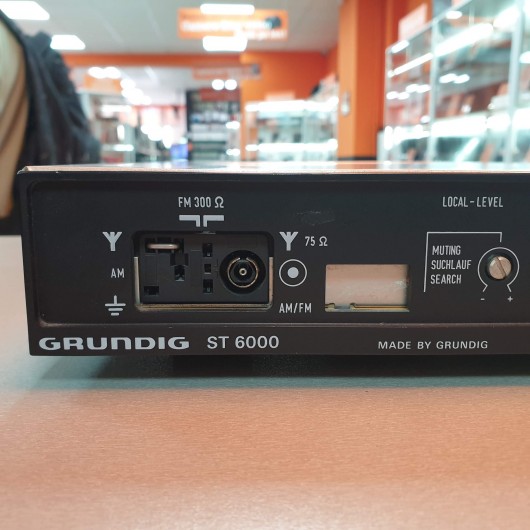 FM 300 Ω
LOCAL-LEVEL
75 Ω
AM
MUTING
SUCHLAUF
SEARCH
- +
AM/FM
GRUNDIG ST 6000
MADE BY GRUNDIG